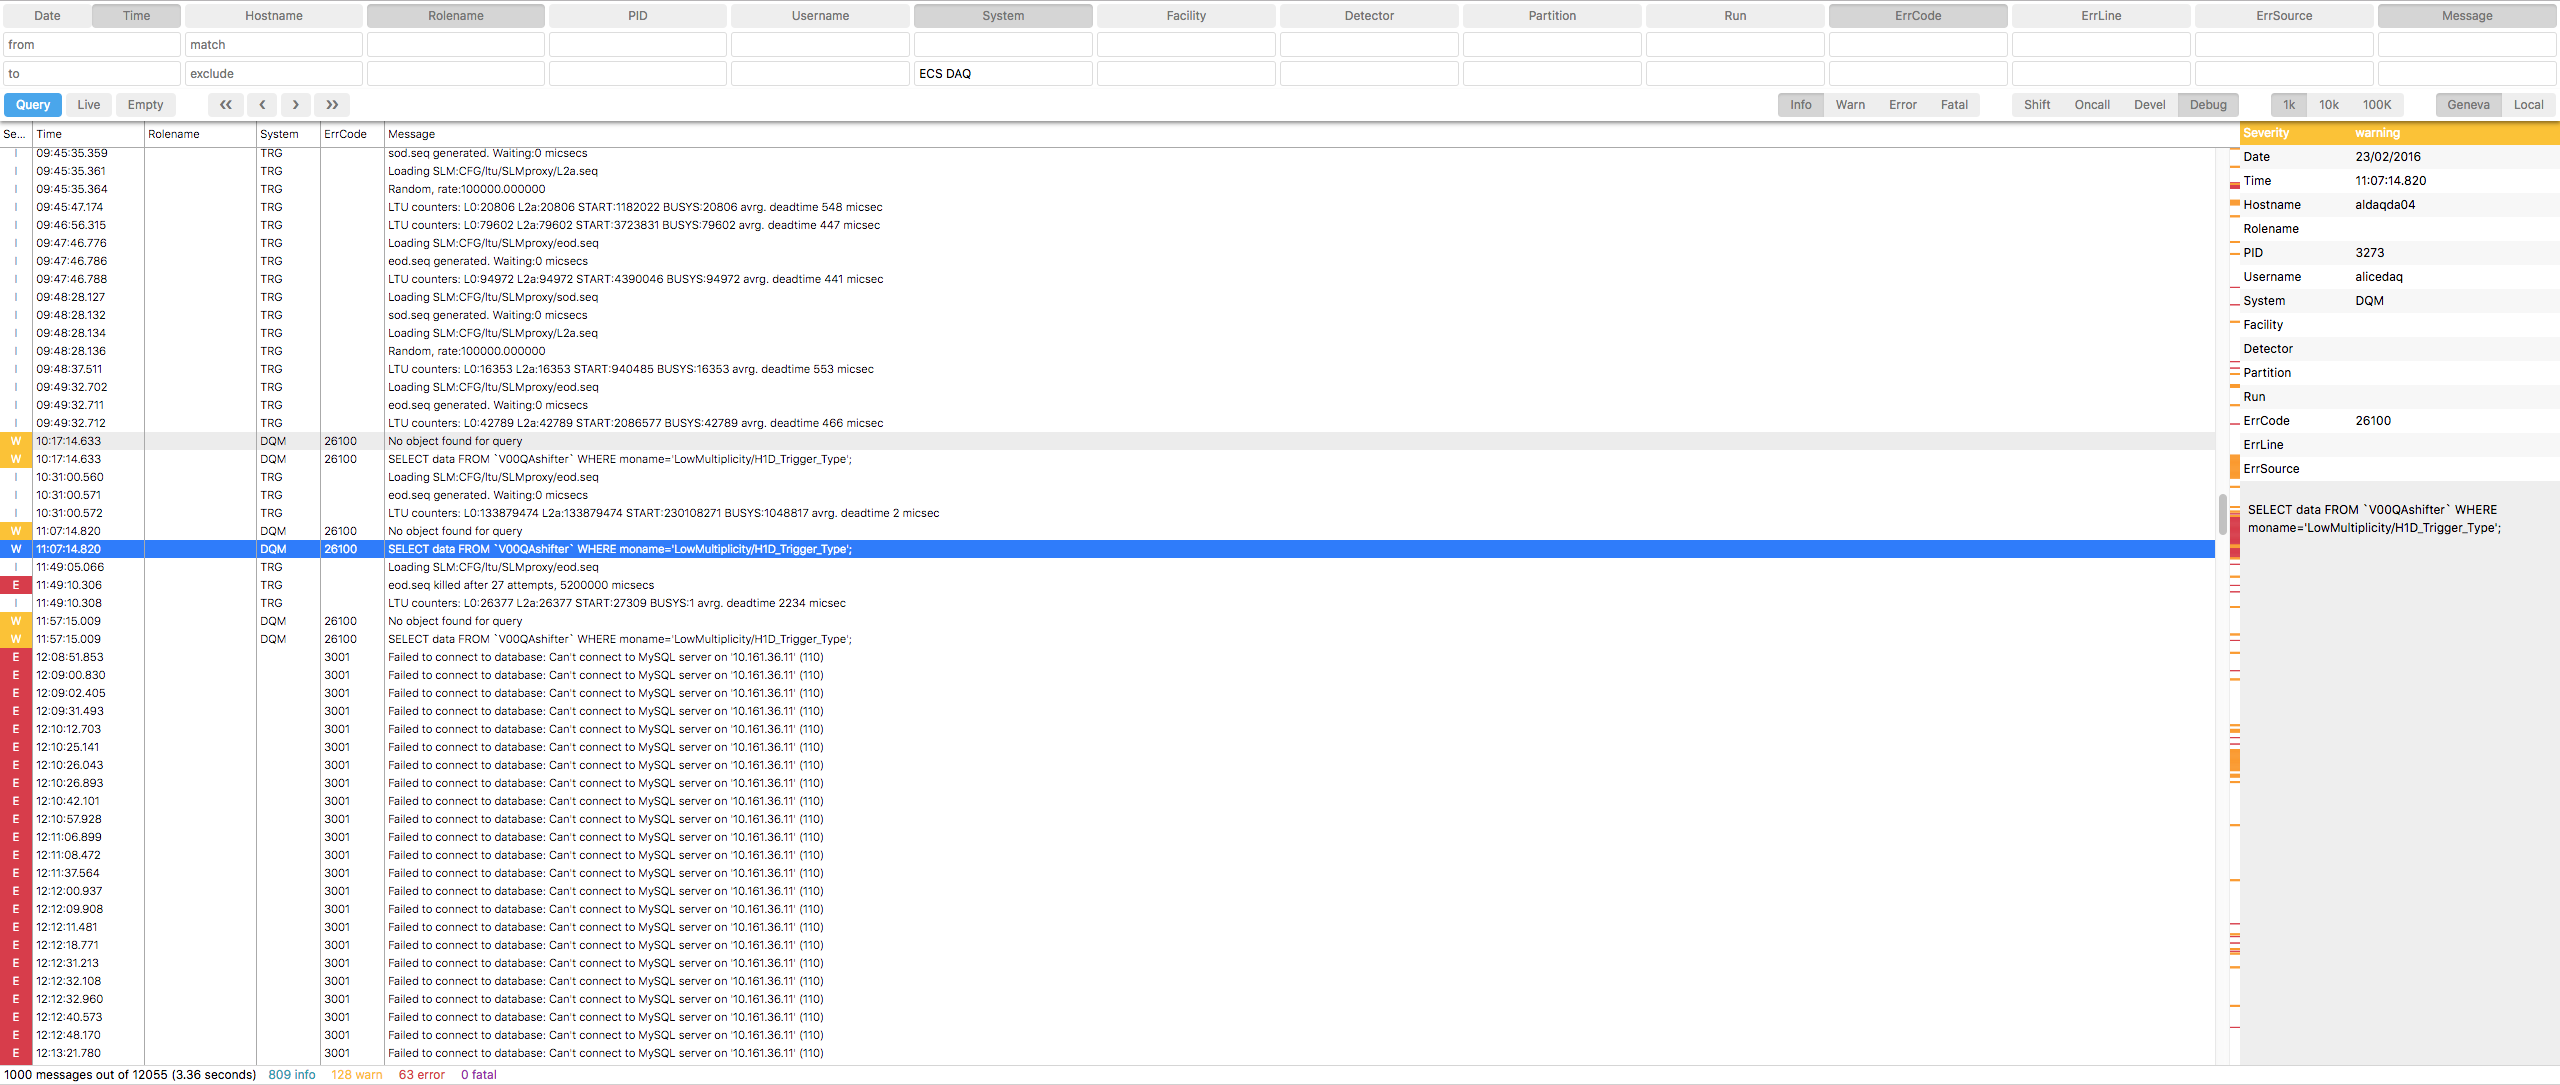 Date Time Hostname Rolename PID Username System Facility Detector Partition Run ErrCode ErrLine ErrSource Message
from match
to exclude ECS DAQ
Query Live Empty « ‹ › » Info Warn Error Fatal Shift Oncall Devel Debug 1k 10k 100K Geneva Local
Se... Time Rolename System ErrCode Message
I 09:45:35.359 TRG sod.seq generated. Waiting:0 micsecs
I 09:45:35.361 TRG Loading SLM:CFG/ltu/SLMproxy/L2a.seq
I 09:45:35.364 TRG Random, rate:100000.000000
I 09:45:47.174 TRG LTU counters: L0:20806 L2a:20806 START:1182022 BUSYS:20806 avrg. deadtime 548 micsec
I 09:46:56.315 TRG LTU counters: L0:79602 L2a:79602 START:3723831 BUSYS:79602 avrg. deadtime 447 micsec
I 09:47:46.776 TRG Loading SLM:CFG/ltu/SLMproxy/eod.seq
I 09:47:46.786 TRG eod.seq generated. Waiting:0 micsecs
I 09:47:46.788 TRG LTU counters: L0:94972 L2a:94972 START:4390046 BUSYS:94972 avrg. deadtime 441 micsec
I 09:48:28.127 TRG Loading SLM:CFG/ltu/SLMproxy/sod.seq
I 09:48:28.132 TRG sod.seq generated. Waiting:0 micsecs
I 09:48:28.134 TRG Loading SLM:CFG/ltu/SLMproxy/L2a.seq
I 09:48:28.136 TRG Random, rate:100000.000000
I 09:48:37.511 TRG LTU counters: L0:16353 L2a:16353 START:940485 BUSYS:16353 avrg. deadtime 553 micsec
I 09:49:32.702 TRG Loading SLM:CFG/ltu/SLMproxy/eod.seq
I 09:49:32.711 TRG eod.seq generated. Waiting:0 micsecs
I 09:49:32.712 TRG LTU counters: L0:42789 L2a:42789 START:2086577 BUSYS:42789 avrg. deadtime 466 micsec
W 10:17:14.633 DQM 26100 No object found for query
W 10:17:14.633 DQM 26100 SELECT data FROM `V00QAshifter` WHERE moname='LowMultiplicity/H1D_Trigger_Type';
I 10:31:00.560 TRG Loading SLM:CFG/ltu/SLMproxy/eod.seq
I 10:31:00.571 TRG eod.seq generated. Waiting:0 micsecs
I 10:31:00.572 TRG LTU counters: L0:133879474 L2a:133879474 START:230108271 BUSYS:1048817 avrg. deadtime 2 micsec
W 11:07:14.820 DQM 26100 No object found for query
W 11:07:14.820 DQM 26100 SELECT data FROM `V00QAshifter` WHERE moname='LowMultiplicity/H1D_Trigger_Type';
I 11:49:05.066 TRG Loading SLM:CFG/ltu/SLMproxy/eod.seq
E 11:49:10.306 TRG eod.seq killed after 27 attempts, 5200000 micsecs
I 11:49:10.308 TRG LTU counters: L0:26377 L2a:26377 START:27309 BUSYS:1 avrg. deadtime 2234 micsec
W 11:57:15.009 DQM 26100 No object found for query
W 11:57:15.009 DQM 26100 SELECT data FROM `V00QAshifter` WHERE moname='LowMultiplicity/H1D_Trigger_Type';
E 12:08:51.853 3001 Failed to connect to database: Can't connect to MySQL server on '10.161.36.11' (110)
E 12:09:00.830 3001 Failed to connect to database: Can't connect to MySQL server on '10.161.36.11' (110)
E 12:09:02.405 3001 Failed to connect to database: Can't connect to MySQL server on '10.161.36.11' (110)
E 12:09:31.493 3001 Failed to connect to database: Can't connect to MySQL server on '10.161.36.11' (110)
E 12:10:12.703 3001 Failed to connect to database: Can't connect to MySQL server on '10.161.36.11' (110)
E 12:10:25.141 3001 Failed to connect to database: Can't connect to MySQL server on '10.161.36.11' (110)
E 12:10:26.043 3001 Failed to connect to database: Can't connect to MySQL server on '10.161.36.11' (110)
E 12:10:26.893 3001 Failed to connect to database: Can't connect to MySQL server on '10.161.36.11' (110)
E 12:10:42.101 3001 Failed to connect to database: Can't connect to MySQL server on '10.161.36.11' (110)
E 12:10:57.928 3001 Failed to connect to database: Can't connect to MySQL server on '10.161.36.11' (110)
E 12:11:06.899 3001 Failed to connect to database: Can't connect to MySQL server on '10.161.36.11' (110)
E 12:11:08.472 3001 Failed to connect to database: Can't connect to MySQL server on '10.161.36.11' (110)
E 12:11:37.564 3001 Failed to connect to database: Can't connect to MySQL server on '10.161.36.11' (110)
E 12:12:00.937 3001 Failed to connect to database: Can't connect to MySQL server on '10.161.36.11' (110)
E 12:12:09.908 3001 Failed to connect to database: Can't connect to MySQL server on '10.161.36.11' (110)
E 12:12:11.481 3001 Failed to connect to database: Can't connect to MySQL server on '10.161.36.11' (110)
E 12:12:18.771 3001 Failed to connect to database: Can't connect to MySQL server on '10.161.36.11' (110)
E 12:12:31.213 3001 Failed to connect to database: Can't connect to MySQL server on '10.161.36.11' (110)
E 12:12:32.108 3001 Failed to connect to database: Can't connect to MySQL server on '10.161.36.11' (110)
E 12:12:32.960 3001 Failed to connect to database: Can't connect to MySQL server on '10.161.36.11' (110)
E 12:12:40.573 3001 Failed to connect to database: Can't connect to MySQL server on '10.161.36.11' (110)
E 12:12:48.170 3001 Failed to connect to database: Can't connect to MySQL server on '10.161.36.11' (110)
E 12:13:21.780 3001 Failed to connect to database: Can't connect to MySQL server on '10.161.36.11' (110)
Severity warning
Date 23/02/2016
Time 11:07:14.820
Hostname aldaqda04
Rolename
PID 3273
Username alicedaq
System DQM
Facility
Detector
Partition
Run
ErrCode 26100
ErrLine
ErrSource
SELECT data FROM `V00QAshifter` WHERE
moname='LowMultiplicity/H1D_Trigger_Type';
1000 messages out of 12055 (3.36 seconds) 809 info 128 warn 63 error 0 fatal